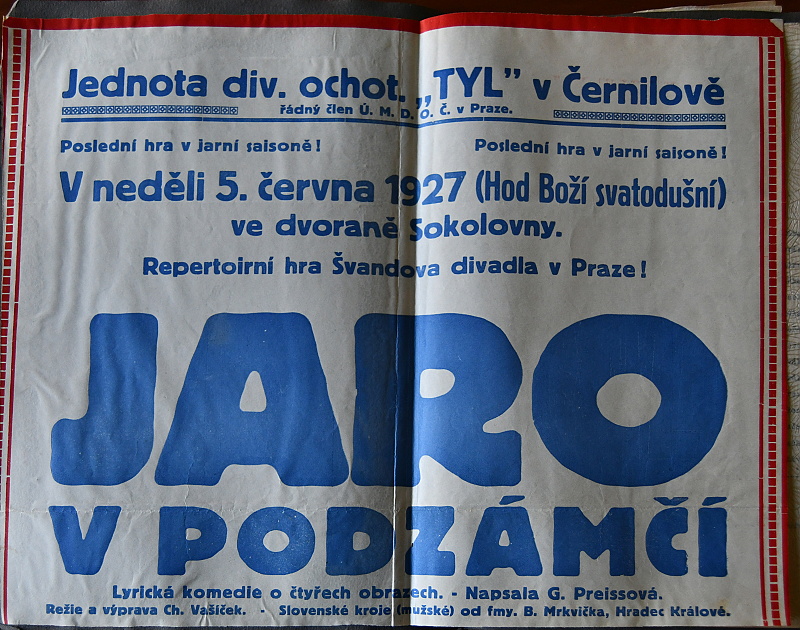 Jednota div. ochot. „TYL” v Černilově
řádný člen Ú. M. D. O. Č. v Praze.
Poslední hra v jarní saisoně! Poslední hra v jarní saisoně!
V neděli 5. června 1927 (Hod Boží svatodušní)
ve dvoraně Sokolovny.
Repertoirní hra Švandova divadla v Praze!
JARO
V PODZÁMČÍ
Lyrická komedie o čtyřech obrazech. - Napsala G. Preissová.
Režie a výprava Ch. Vašíček. - Slovenské kroje (mužské) od fmy. B. Mrkvička, Hradec Králové.